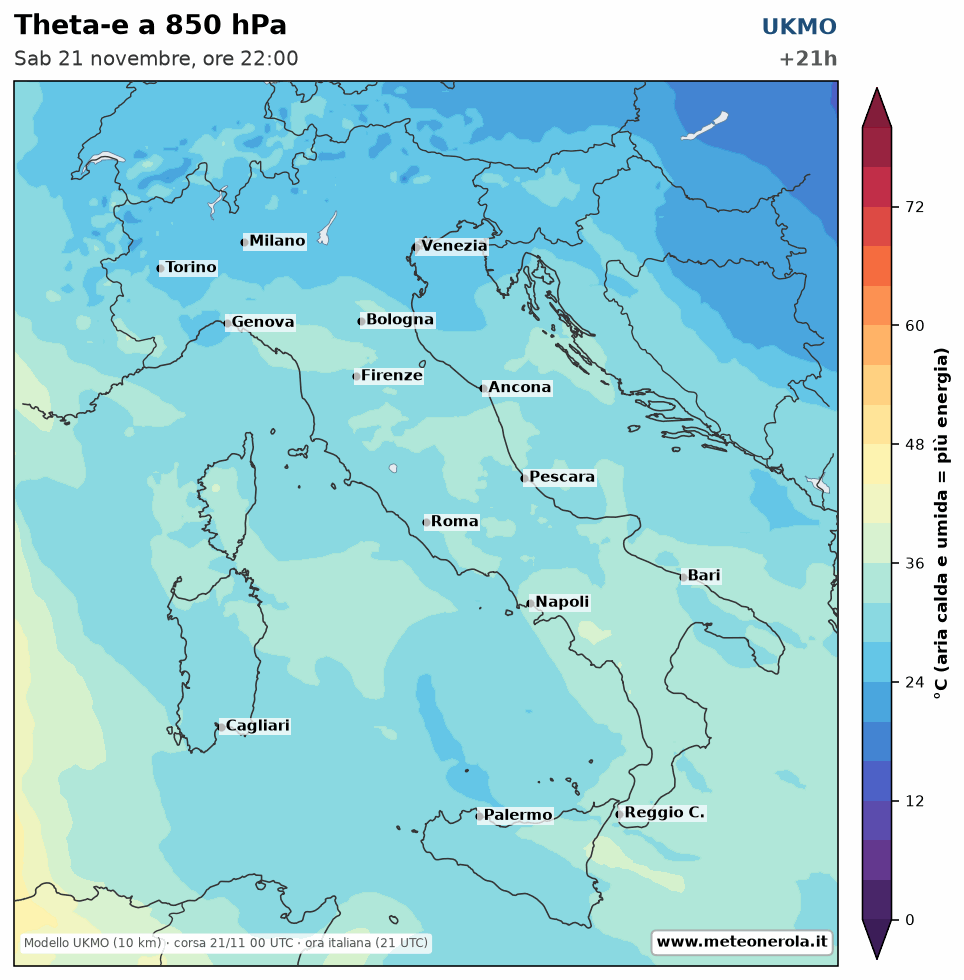 Theta-e a 850 hPa
UKMO
Sab 21 novembre, ore 22:00
+21h
Milano
Venezia
Torino
Genova
Bologna
Firenze
Ancona
Pescara
Roma
Bari
Napoli
Cagliari
Palermo
Reggio C.
72
60
48
36
24
12
0
°C (aria calda e umida = più energia)
Modello UKMO (10 km) · corsa 21/11 00 UTC · ora italiana (21 UTC)
www.meteonerola.it